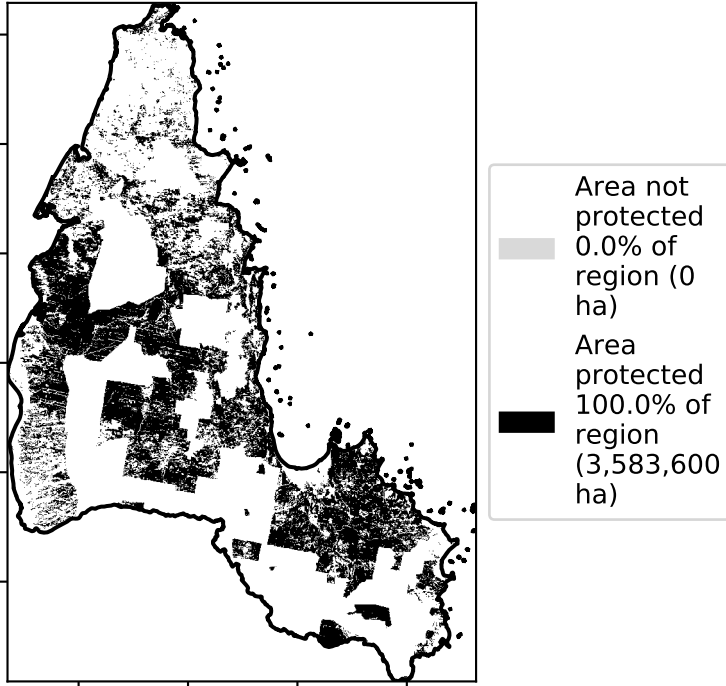 Area not
protected
0.0% of
region (0
ha)
Area
protected
100.0% of
region
(3,583,600
ha)